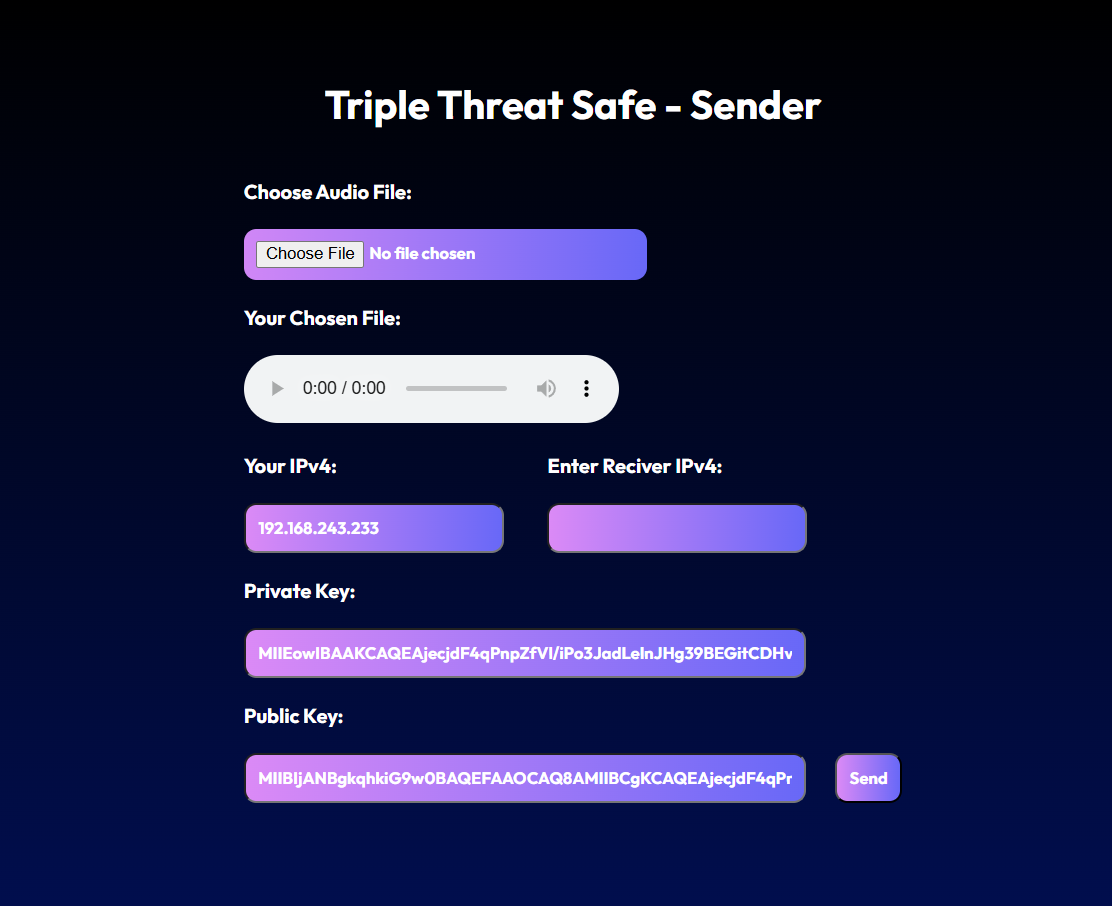 Triple Threat Safe - Sender
Choose Audio File:
Choose File No file chosen
Your Chosen File:
0:00 / 0:00
Your IPv4: Enter Reciver IPv4:
192.168.243.233
Private Key:
MIIEowIBAAKCAQEAjecjdF4qPnpZfVI/iPo3JadLeInJHg39BEGitCDHv
Public Key:
MIIBIjANBgkqhkiG9w0BAQEFAAOCAQ8AMIIBCgKCAQEAjecjdF4qPr
Send